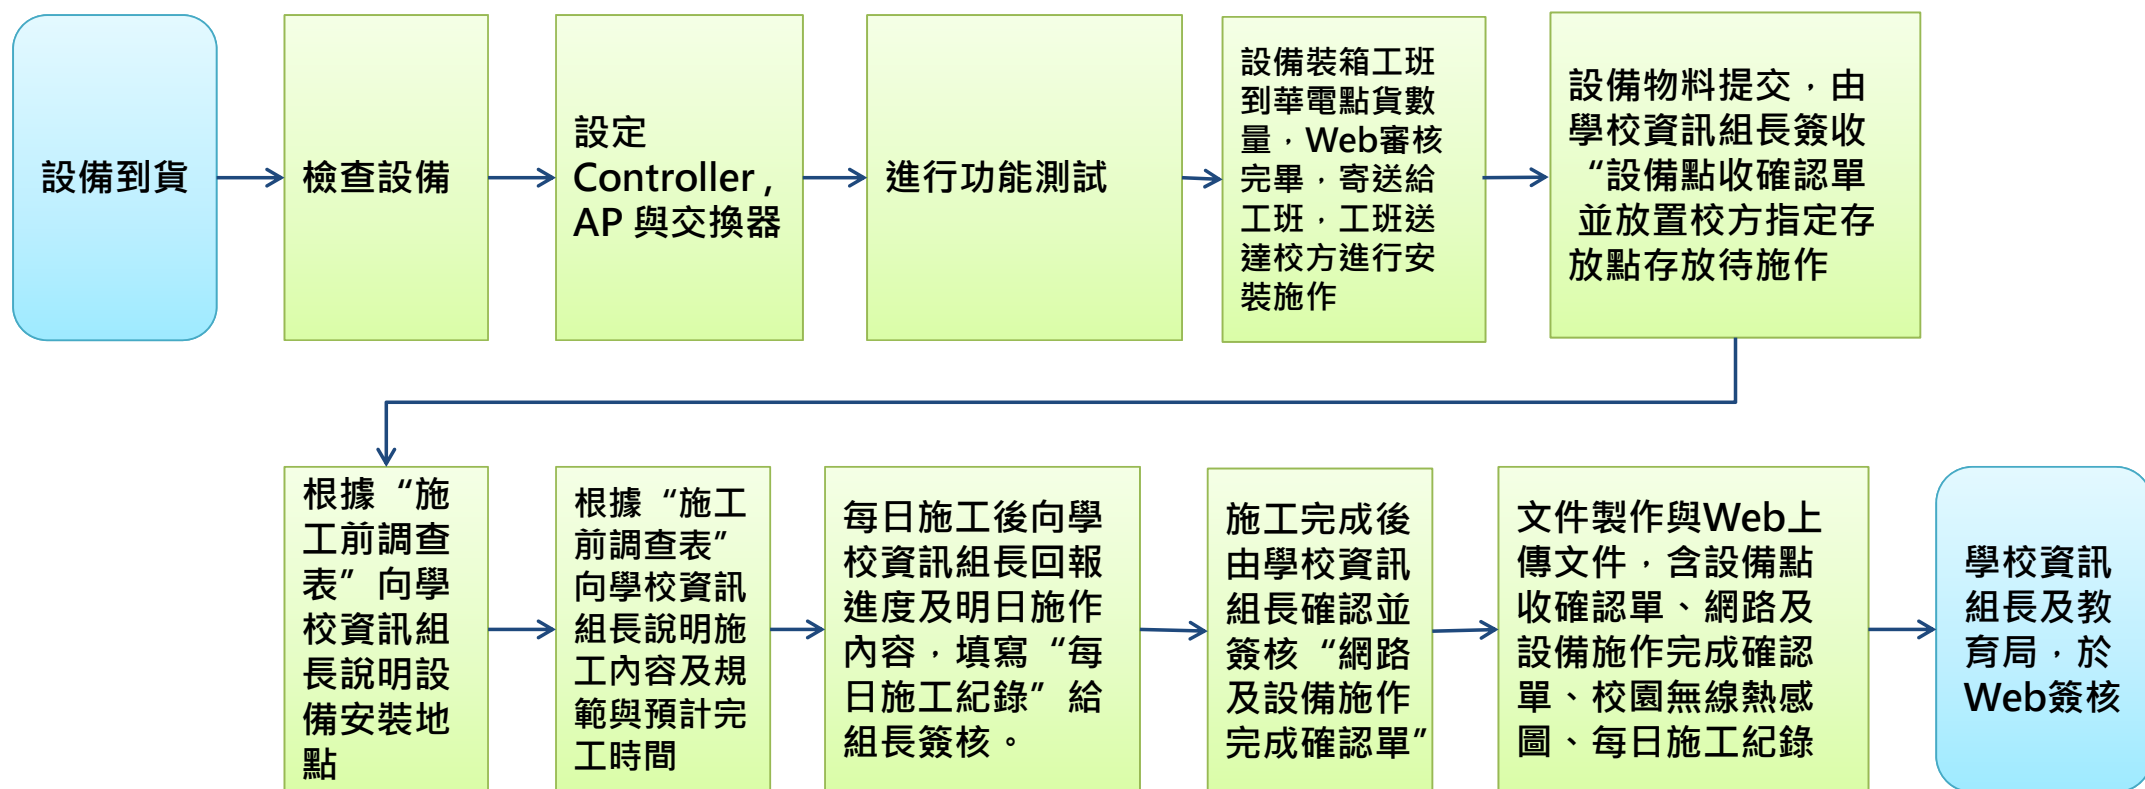 設備到貨
檢查設備
設定
Controller ,
AP 與交換器
進行功能測試
設備裝箱工班
到華電點貨數
量，Web審核
完畢，寄送給
工班，工班送
達校方進行安
裝施作
設備物料提交，由
學校資訊組長簽收
“設備點收確認單
並放置校方指定存
放點存放待施作
根據“施
工前調查
表”向學
校資訊組
長說明設
備安裝地
點
根據“施工
前調查表”
向學校資訊
組長說明施
工內容及規
範與預計完
工時間
每日施工後向學
校資訊組長回報
進度及明日施作
內容，填寫“每
日施工紀錄”給
組長簽核。
施工完成後
由學校資訊
組長確認並
簽核“網路
及設備施作
完成確認單”
文件製作與Web上
傳文件，含設備點
收確認單、網路及
設備施作完成確認
單、校園無線熱感
圖、每日施工紀錄
學校資訊
組長及教
育局，於
Web簽核